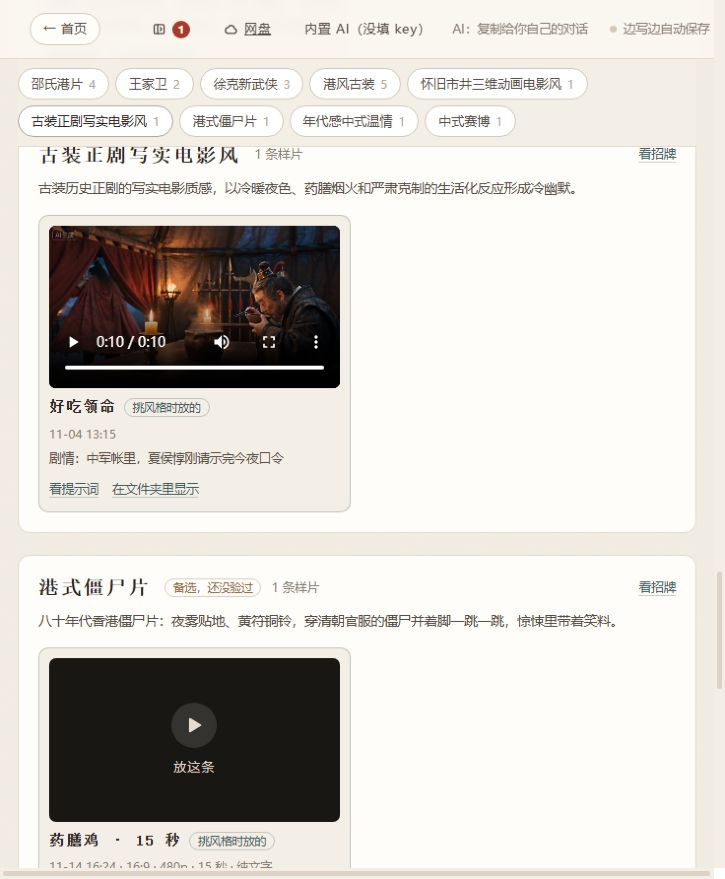 ← 首页 1 网盘 内置 AI（没填 key） AI：复制给你自己的对话 边写边自动保存
邵氏港片 4 王家卫 2 徐克新武侠 3 港风古装 5 怀旧市井三维动画电影风 1
古装正剧写实电影风 1 港式僵尸片 1 年代感中式温情 1 中式赛博 1
古装正剧写实电影风 1 条样片 看招牌
古装历史正剧的写实电影质感，以冷暖夜色、药膳烟火和严肃克制的生活化反应形成冷幽默。
0:10 / 0:10
好吃领命 挑风格时放的
11-04 13:15
剧情：中军帐里，夏侯惇刚请示完今夜口令
看提示词 在文件夹里显示
港式僵尸片 备选，还没验过 1 条样片 看招牌
八十年代香港僵尸片：夜雾贴地、黄符铜铃，穿清朝官服的僵尸并着脚一跳一跳，惊悚里带着笑料。
放这条
药膳鸡 · 15 秒 挑风格时放的
11-14 16:24 · 16:9 · 480p · 15 秒 · 纯文字